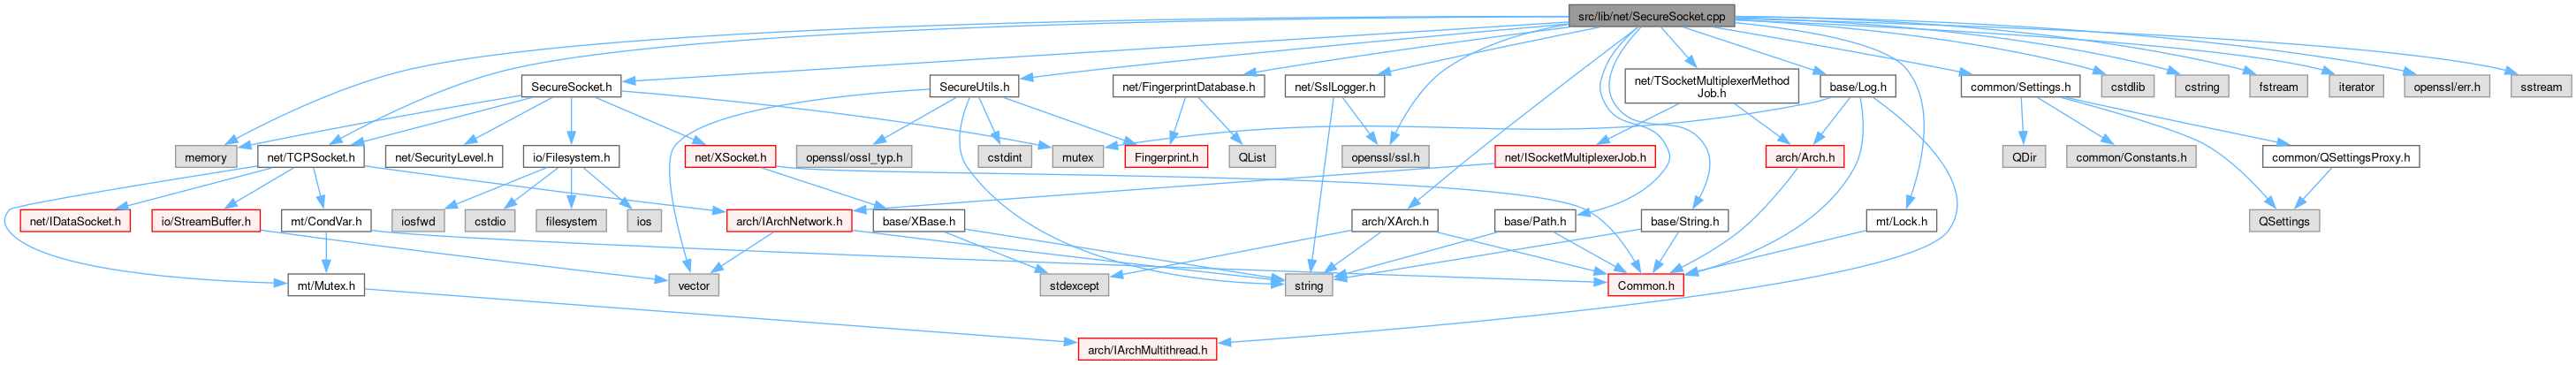 src/lib/net/SecureSocket.cpp
SecureSocket.h
SecureUtils.h
net/FingerprintDatabase.h
net/SslLogger.h
net/TSocketMultiplexerMethod
Job.h
base/Log.h
common/Settings.h
cstdlib
cstring
fstream
iterator
openssl/err.h
sstream
memory
net/TCPSocket.h
net/SecurityLevel.h
io/Filesystem.h
net/XSocket.h
openssl/ossl_typ.h
cstdint
mutex
Fingerprint.h
QList
openssl/ssl.h
net/ISocketMultiplexerJob.h
arch/Arch.h
QDir
common/Constants.h
common/QSettingsProxy.h
net/IDataSocket.h
io/StreamBuffer.h
mt/CondVar.h
iosfwd
cstdio
filesystem
ios
arch/IArchNetwork.h
base/XBase.h
arch/XArch.h
base/Path.h
base/String.h
mt/Lock.h
QSettings
mt/Mutex.h
vector
stdexcept
string
Common.h
arch/IArchMultithread.h